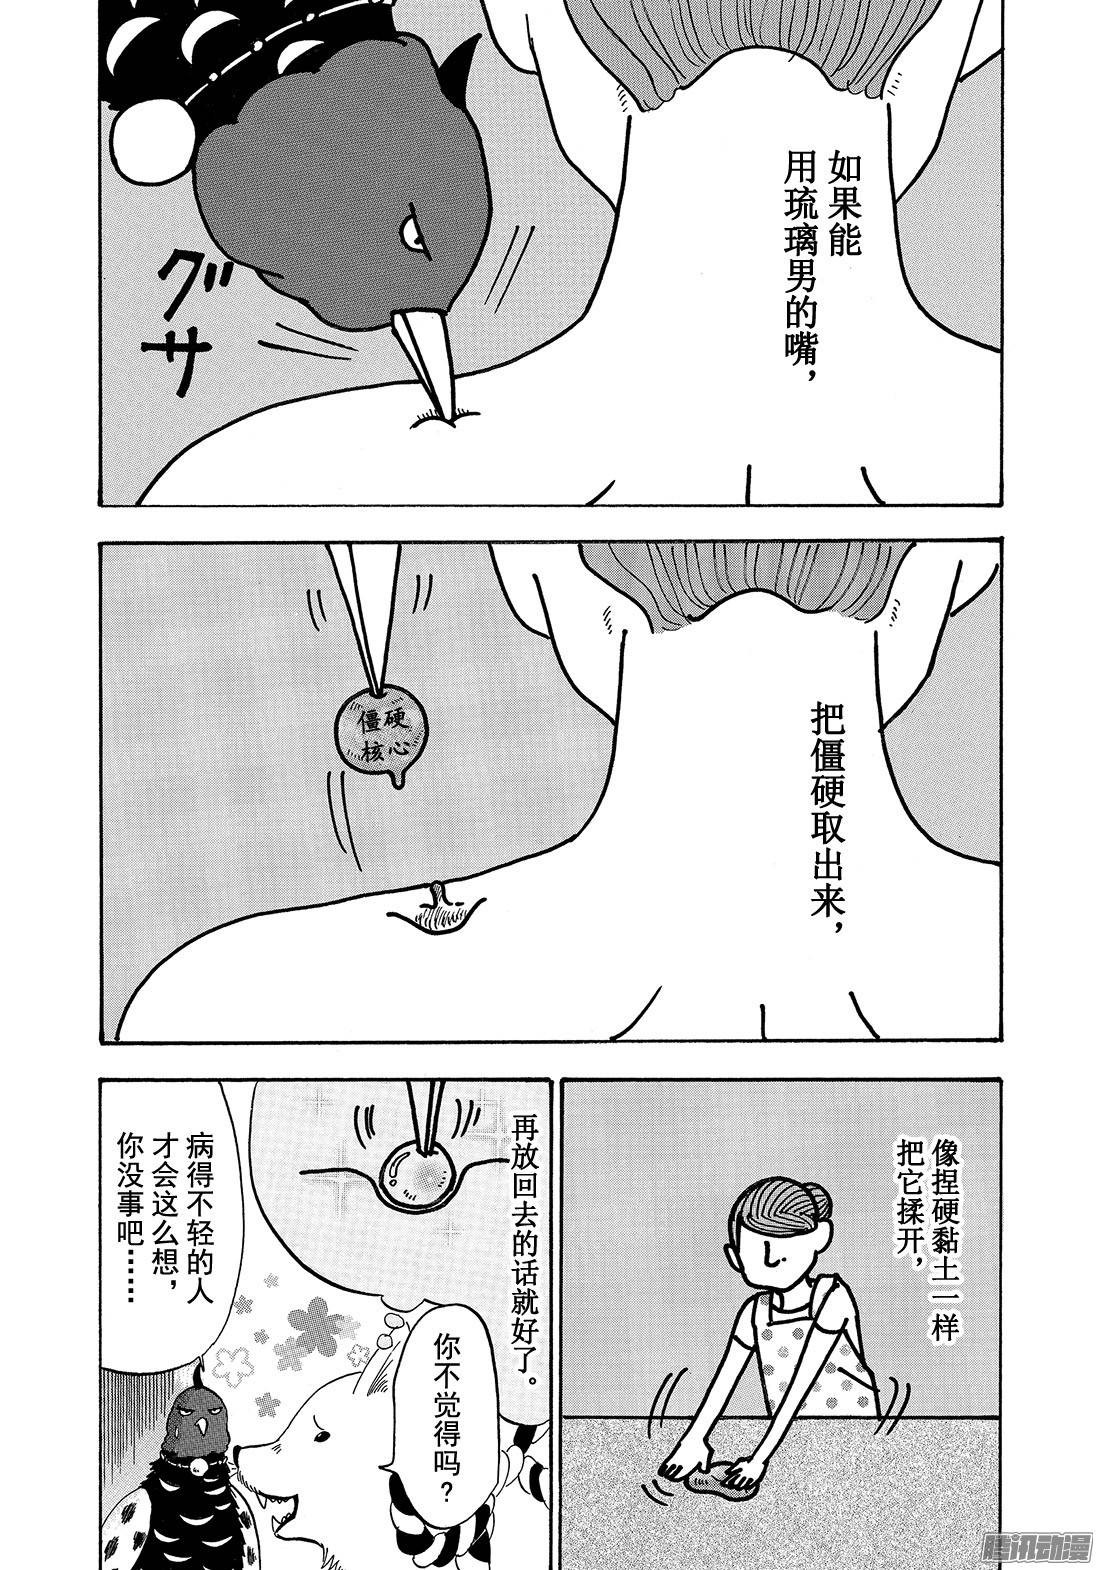 如果能
用琉璃男的嘴，
グサ
僵硬
核心
把僵硬取出来，
像捏硬黏土一样
把它揉开，
再放回去的话就好了。
你不觉得吗？
病得不轻的人
才会这么想，
你没事吧……
腾讯动漫